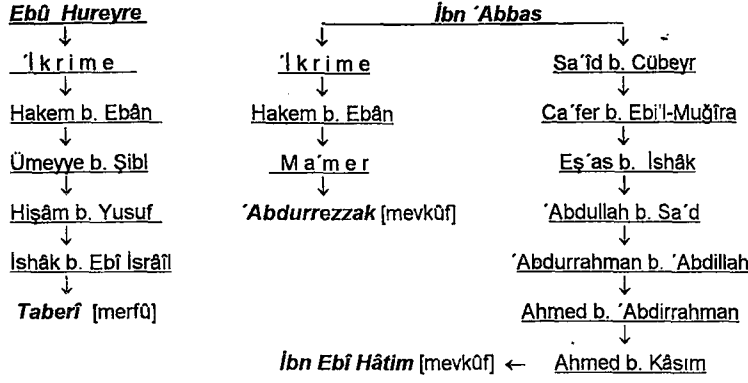 Ebû Hureyre
´İkrime
Hakem b. Ebân
Ümeyye b. Şibl
Hişâm b. Yusuf
İshâk b. Ebî İsrâîl
Taberî [merfû]
İbn ´Abbas
´İkrime
Hakem b. Ebân
Ma´mer
´Abdurrezzak [mevkûf]
Sa´îd b. Cübeyr
Ca´fer b. Ebi'l-Muğîra
Eş´as b. İshâk
´Abdullah b. Sa´d
´Abdurrahman b. ´Abdillah
Ahmed b. ´Abdirrahman
Ahmed b. Kâsım
İbn Ebî Hâtim [mevkûf]